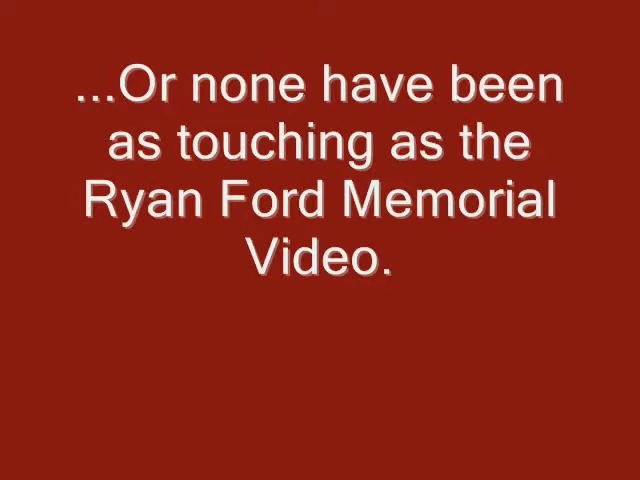 ...Or none have been
as touching as the
Ryan Ford Memorial
Video.